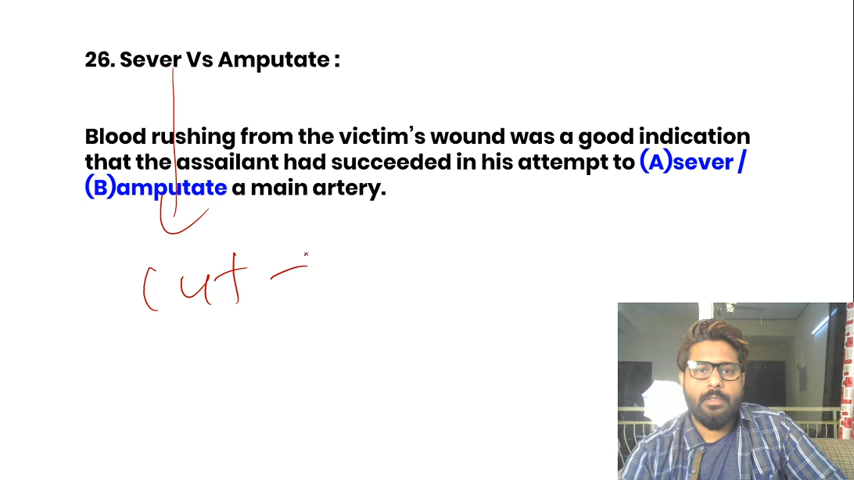 26. Sever Vs Amputate :
Blood rushing from the victim's wound was a good indication
that the assailant had succeeded in his attempt to (A)sever /
(B)amputate a main artery.
cut -